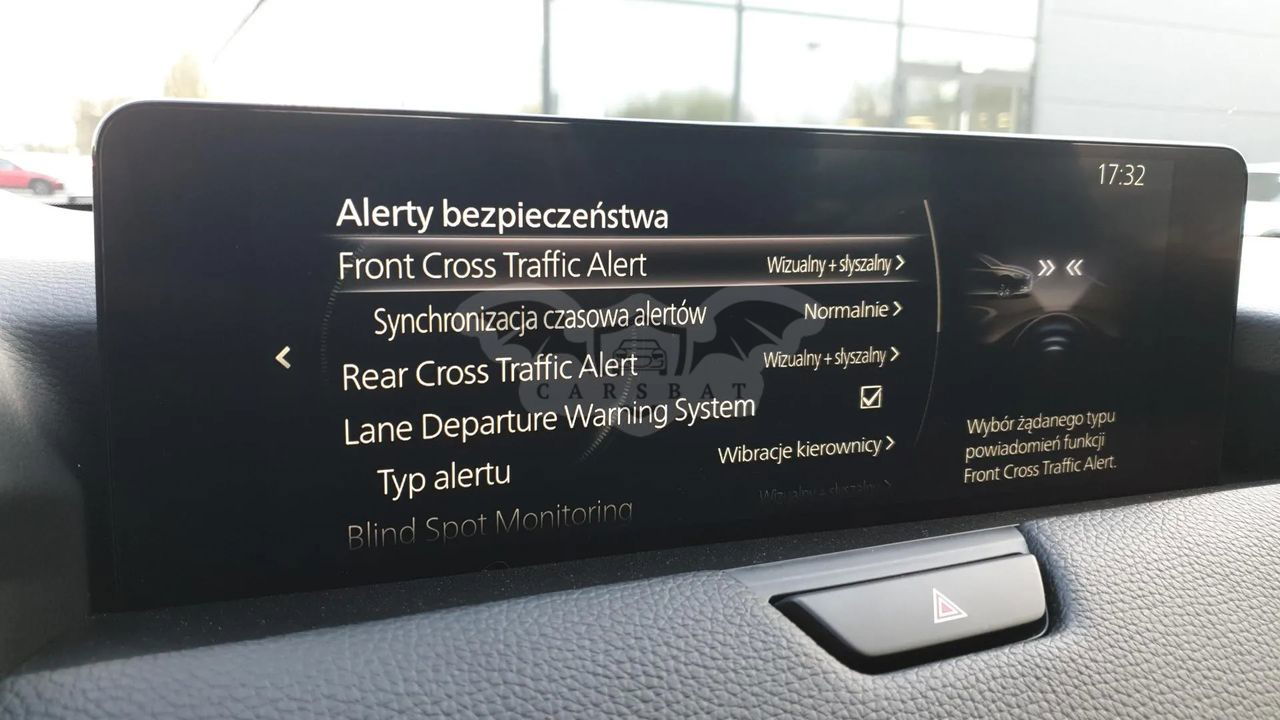 17:32
Alerty bezpieczeństwa
Front Cross Traffic Alert Wizualny + słyszalny
Synchronizacja czasowa alertów Normalnie
Rear Cross Traffic Alert Wizualny + słyszalny
Lane Departure Warning System
Typ alertu Wibracje kierownicy
Blind Spot Monitoring Wizualny + słyszalny
Wybór żądanego typu
powiadomień funkcji
Front Cross Traffic Alert.
CARSBAT